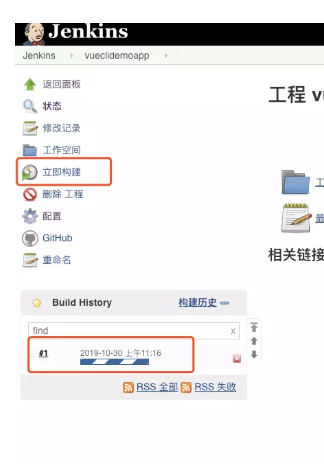 Jenkins
Jenkins
vueclidemoapp
返回面板
工程 vu
状态
修改记录
工作空间
立即构建
工
删除 工程
最
配置
GitHub
相关链接
重命名
Build History
构建历史
find
x
#1
2019-10-30 上午11:16
RSS 全部
RSS 失败